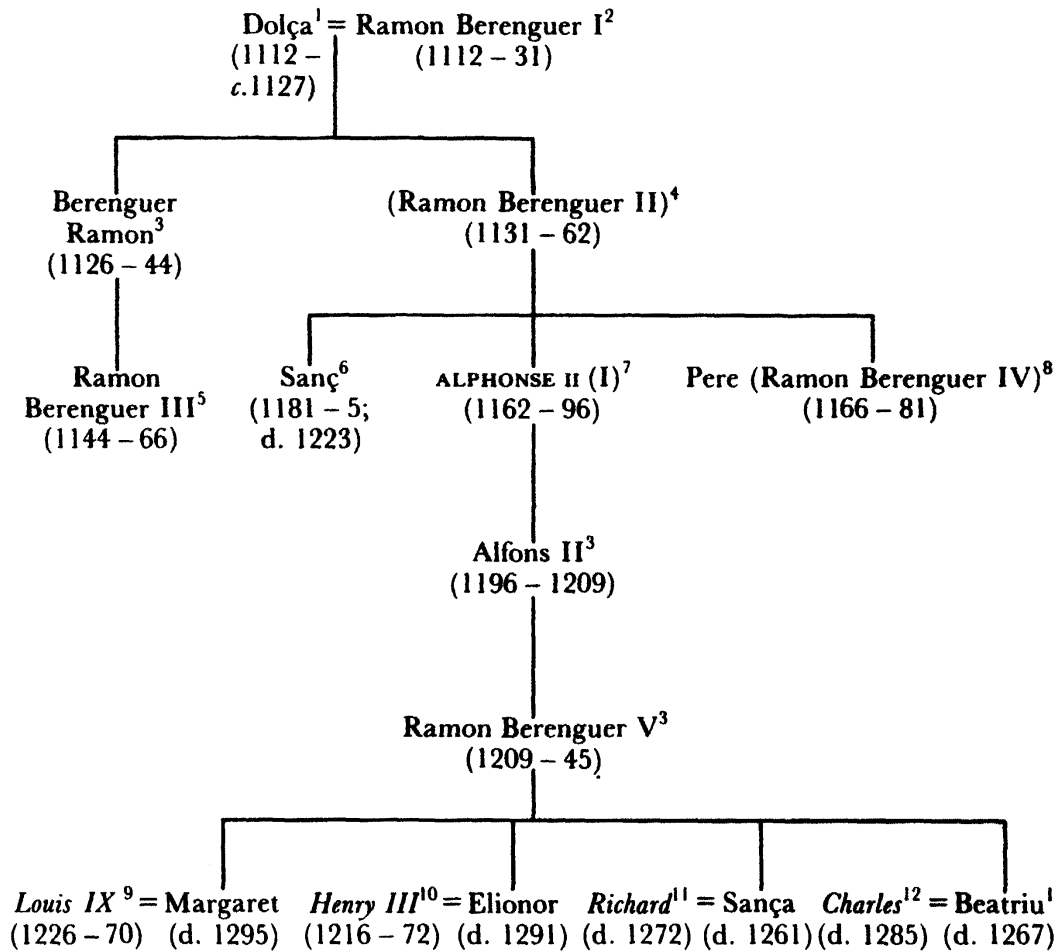 Dolça¹ = Ramon Berenguer I²
(1112 – (1112 – 31)
c.1127)
Berenguer (Ramon Berenguer II)⁴
Ramon³ (1131 – 62)
(1126 – 44)
Ramon Sanç⁶ ALPHONSE II (I)⁷ Pere (Ramon Berenguer IV)⁸
Berenguer III⁵ (1181 – 5; (1162 – 96) (1166 – 81)
(1144 – 66) d. 1223)
Alfons II³
(1196 – 1209)
Ramon Berenguer V³
(1209 – 45)
Louis IX⁹ = Margaret Henry III¹⁰ = Elionor Richard¹¹ = Sança Charles¹² = Beatriu¹
(1226 – 70) (d. 1295) (1216 – 72) (d. 1291) (d. 1272) (d. 1261) (d. 1285) (d. 1267)